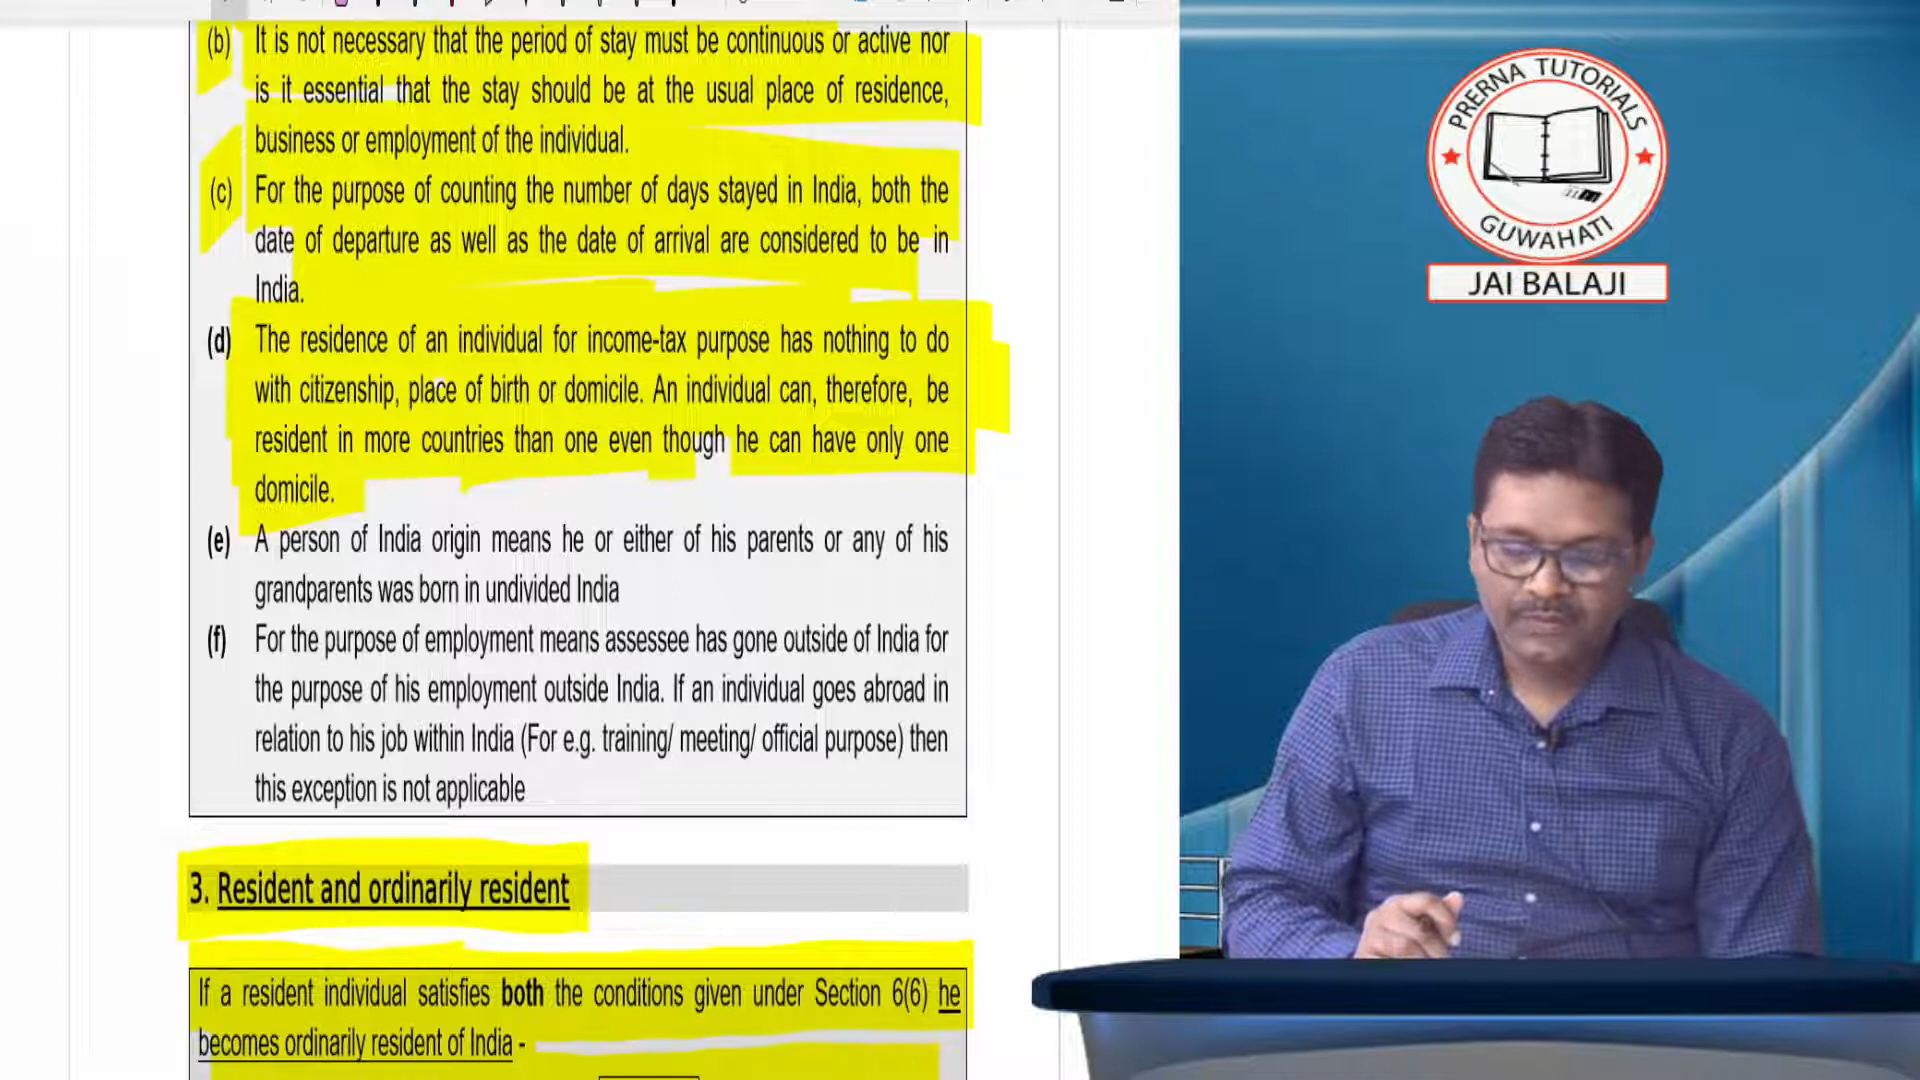 (b) It is not necessary that the period of stay must be continuous or active nor
is it essential that the stay should be at the usual place of residence,
business or employment of the individual.
(c) For the purpose of counting the number of days stayed in India, both the
date of departure as well as the date of arrival are considered to be in
India.
(d) The residence of an individual for income-tax purpose has nothing to do
with citizenship, place of birth or domicile. An individual can, therefore, be
resident in more countries than one even though he can have only one
domicile.
(e) A person of India origin means he or either of his parents or any of his
grandparents was born in undivided India
(f) For the purpose of employment means assessee has gone outside of India for
the purpose of his employment outside India. If an individual goes abroad in
relation to his job within India (For e.g. training/ meeting/ official purpose) then
this exception is not applicable
3. Resident and ordinarily resident
If a resident individual satisfies both the conditions given under Section 6(6) he
becomes ordinarily resident of India -
PRERNA TUTORIALS
GUWAHATI
JAI BALAJI